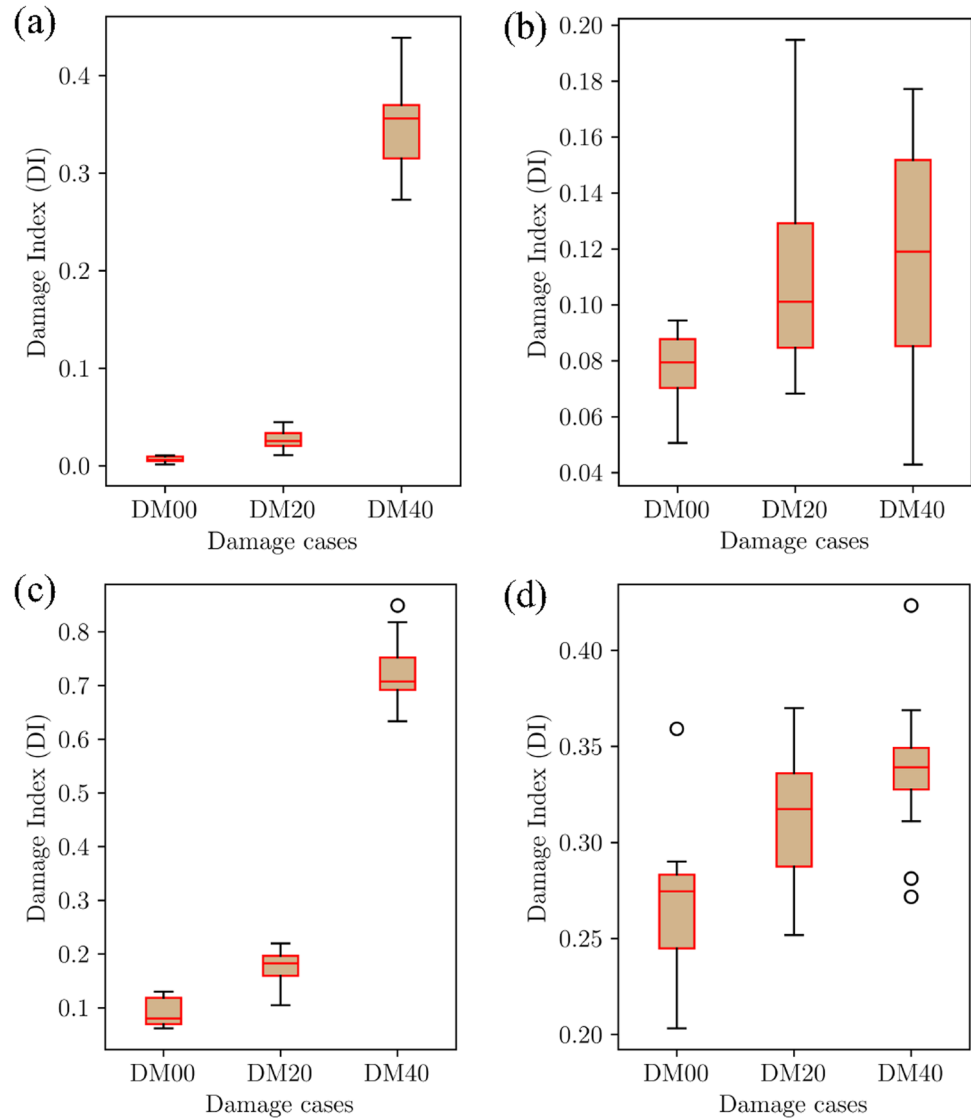 (a)
Damage Index (DI)
0.4
0.3
0.2
0.1
0.0
DM00 DM20 DM40
Damage cases
(b)
Damage Index (DI)
0.20
0.18
0.16
0.14
0.12
0.10
0.08
0.06
0.04
DM00 DM20 DM40
Damage cases
(c)
Damage Index (DI)
0.8
0.7
0.6
0.5
0.4
0.3
0.2
0.1
DM00 DM20 DM40
Damage cases
(d)
Damage Index (DI)
0.40
0.35
0.30
0.25
0.20
DM00 DM20 DM40
Damage cases